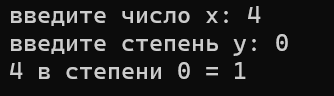 введите число x: 4
введите степень y: 0
4 в степени 0 = 1